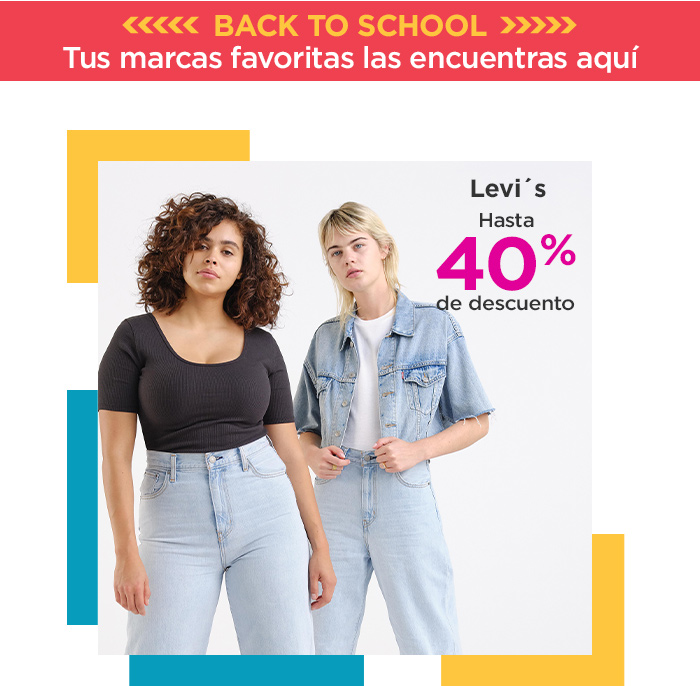 BACK TO SCHOOL
Tus marcas favoritas las encuentras aquí
Levi´s
Hasta
40%
de descuento